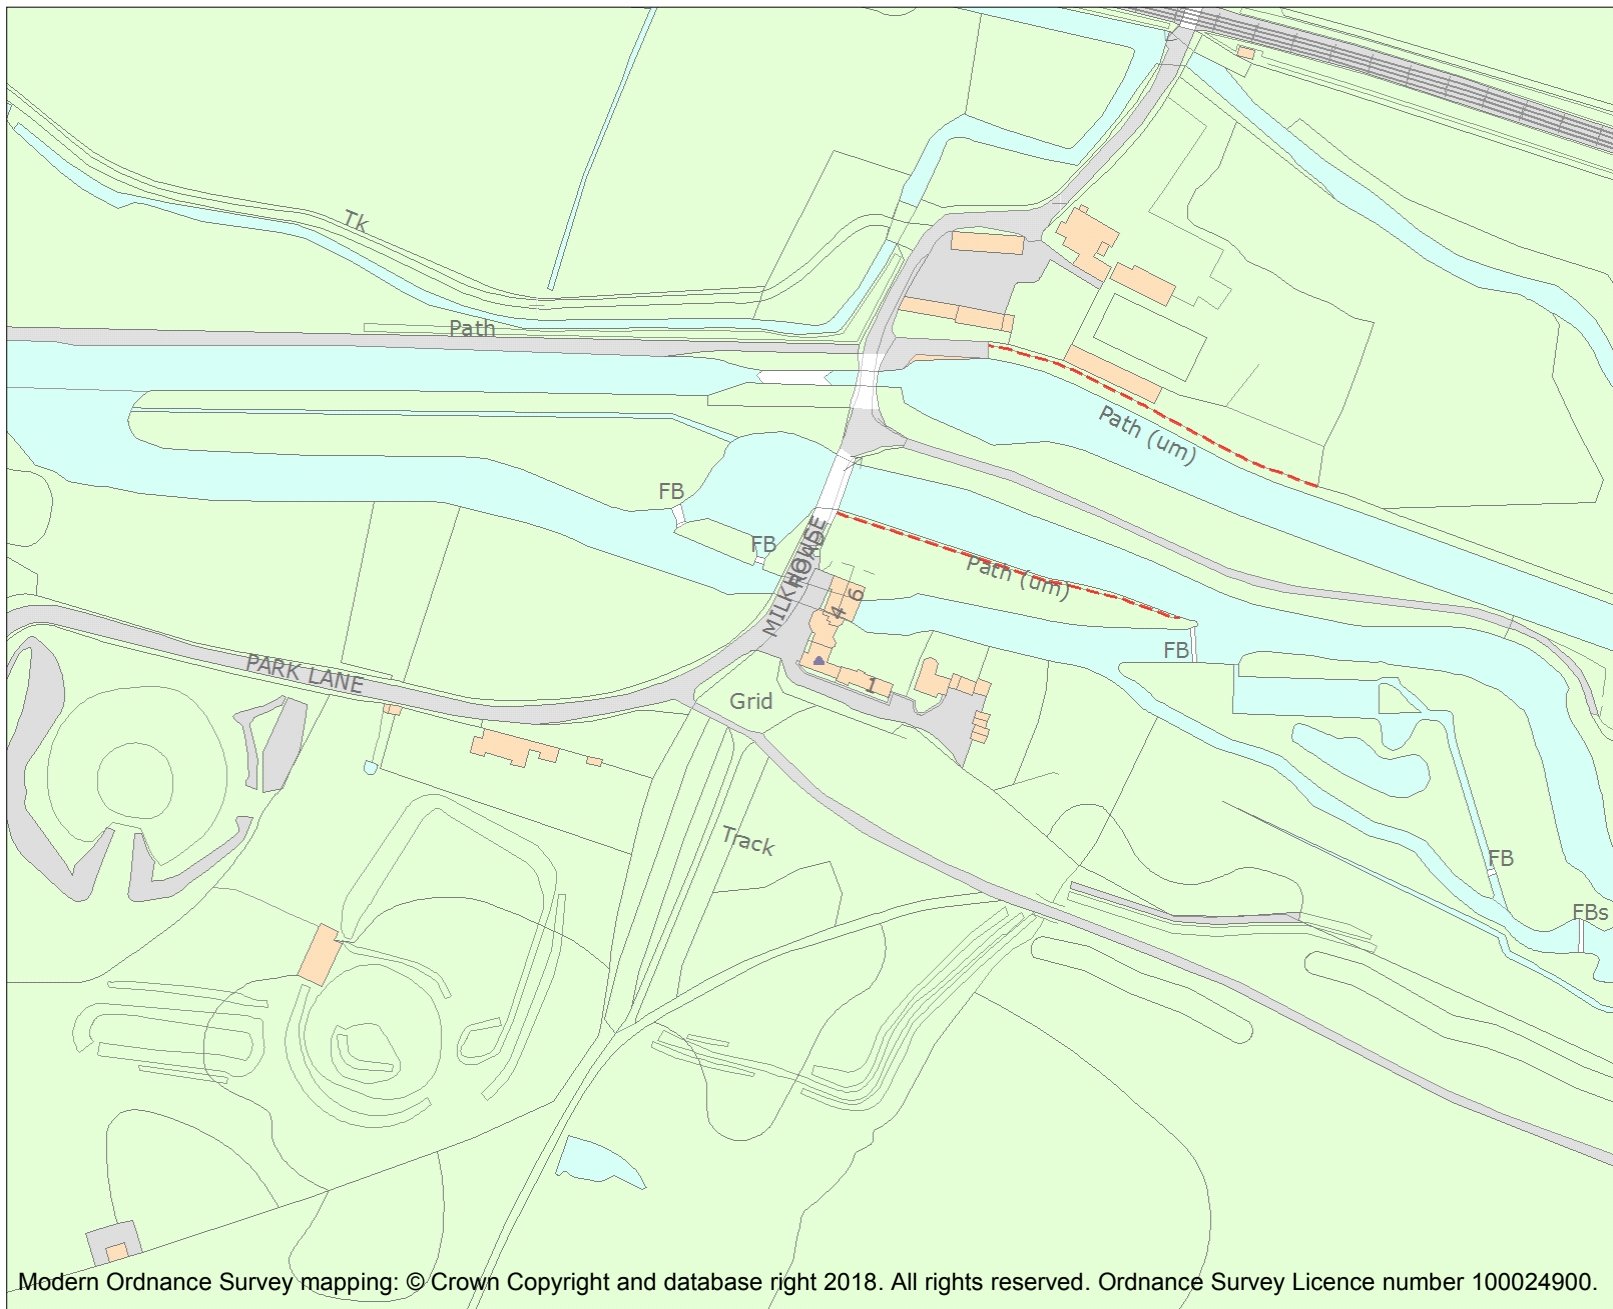 Tk
Path
Path (um)
FB
FB
MILKHOUSE
ROAD
Path (um)
6
4
FB
PARK LANE
1
Grid
Track
FB
FBs
Modern Ordnance Survey mapping: © Crown Copyright and database right 2018. All rights reserved. Ordnance Survey Licence number 100024900.